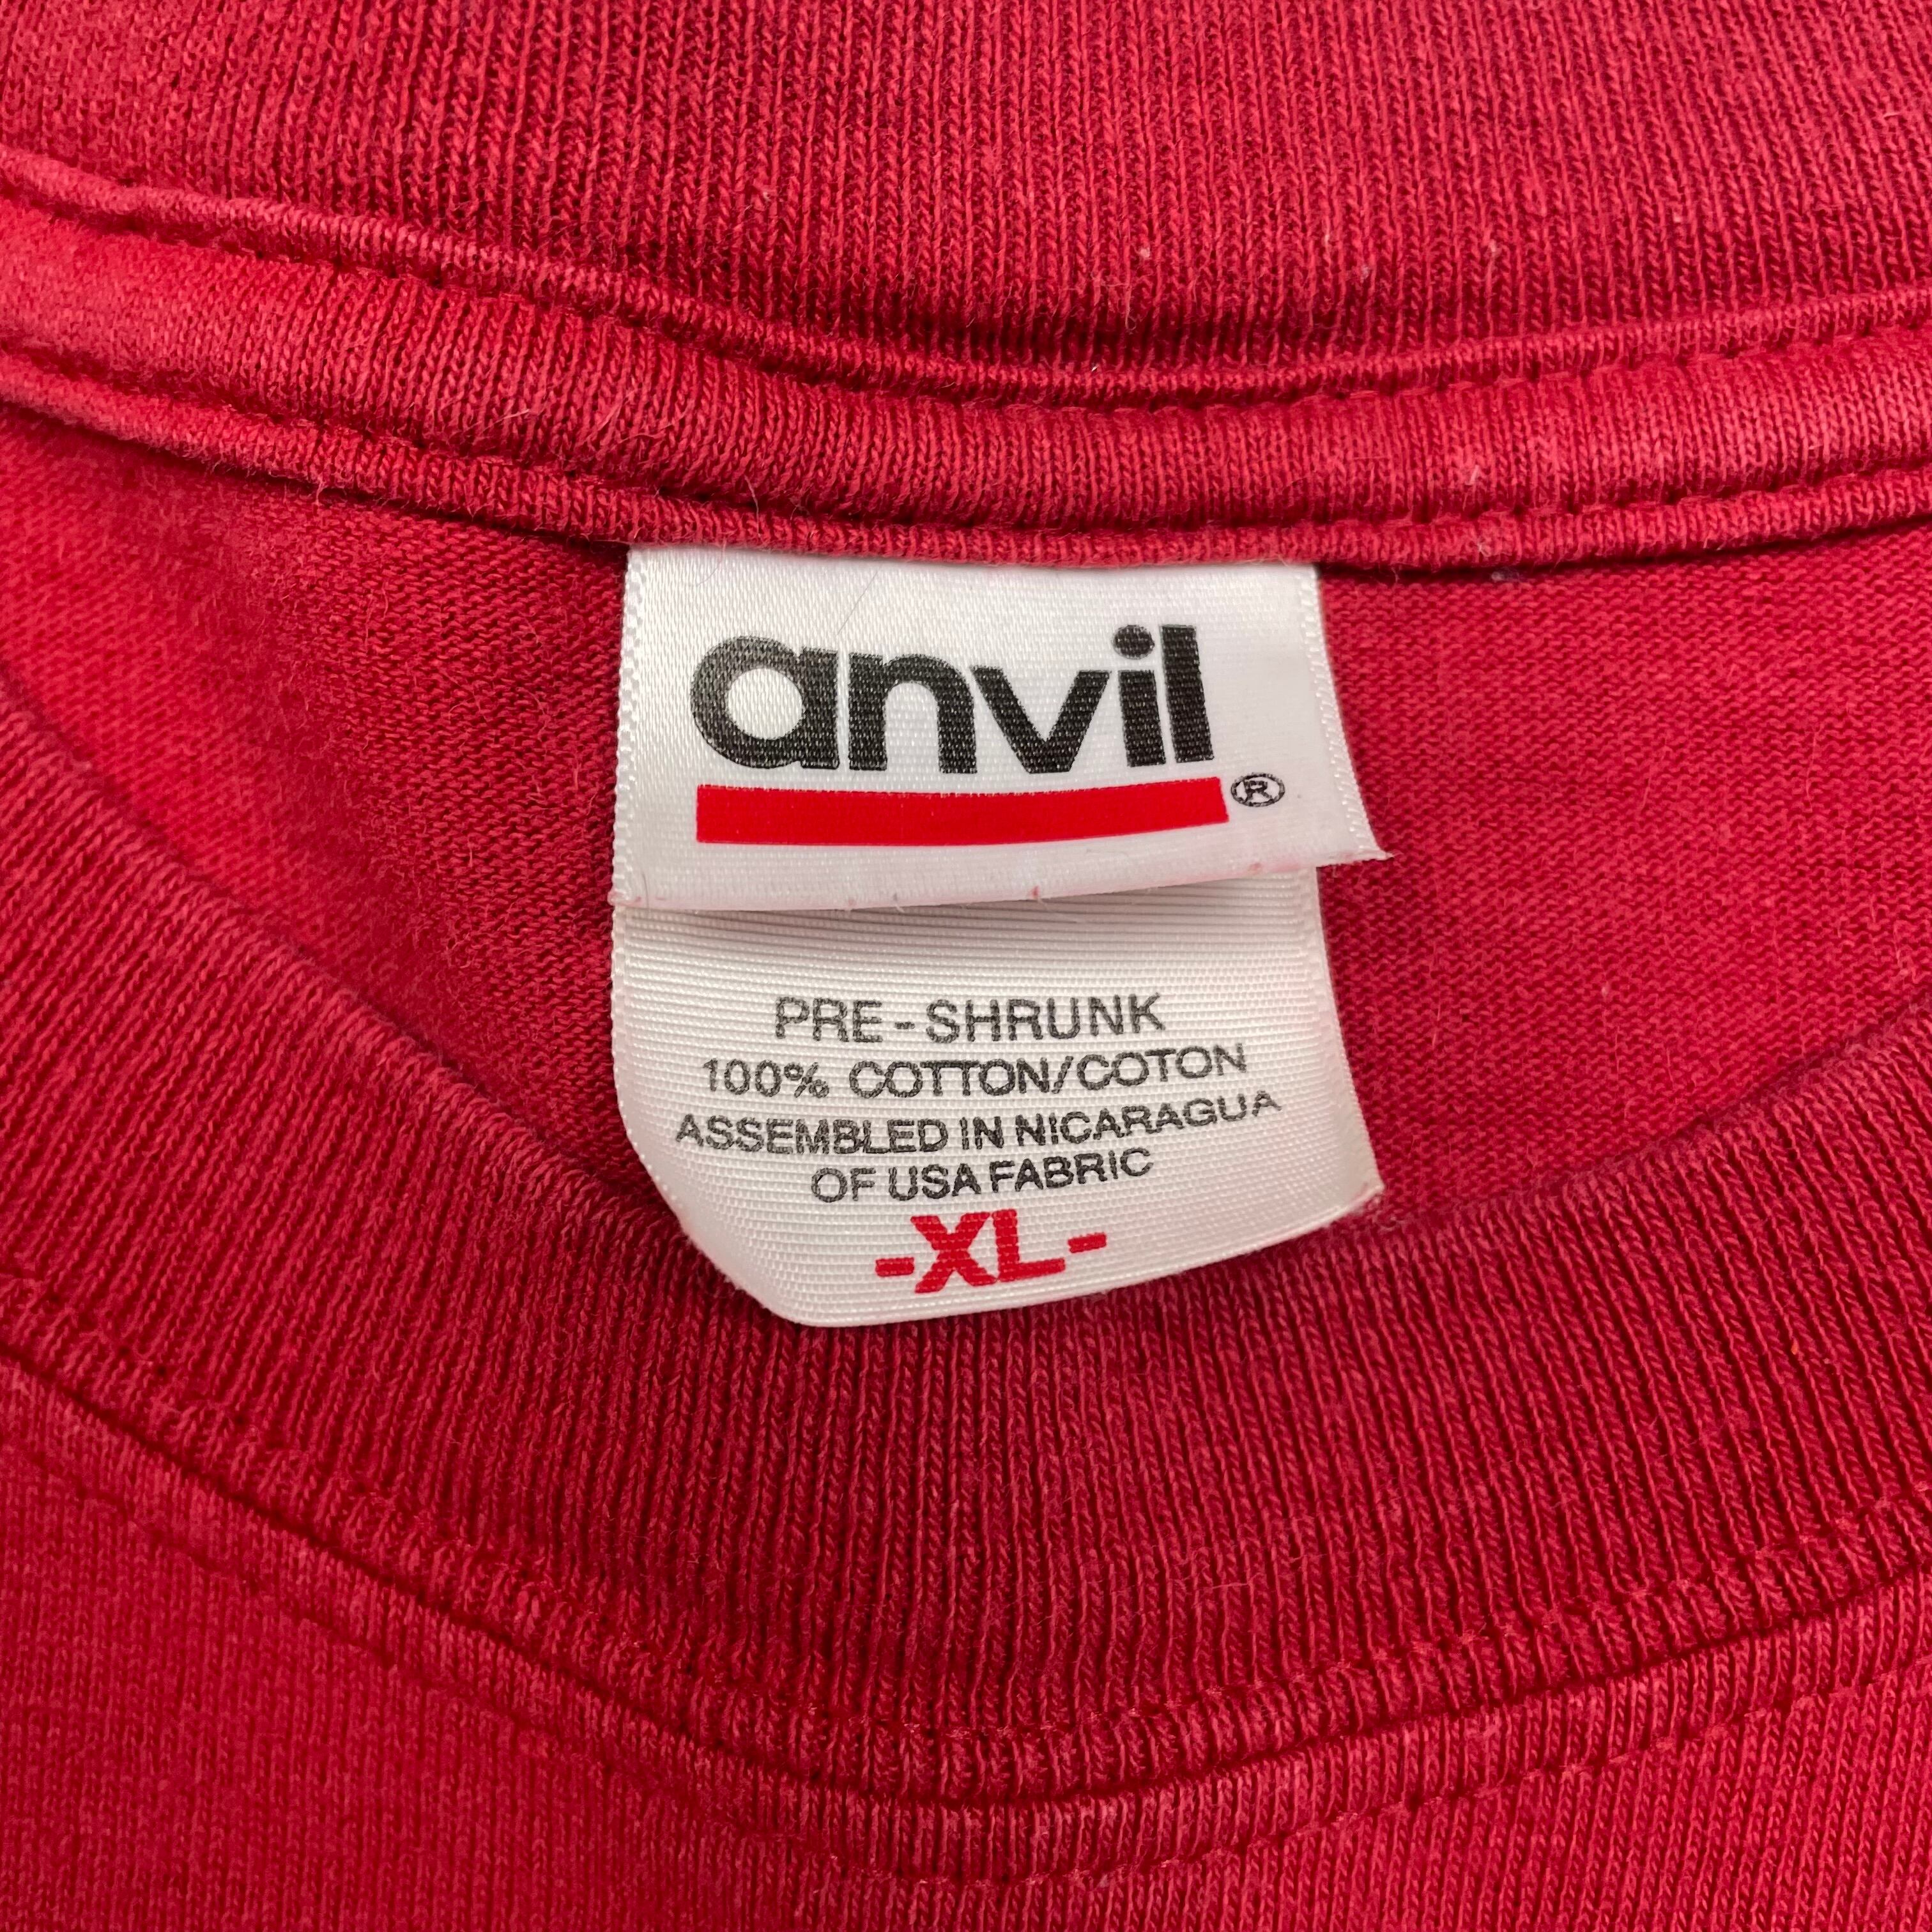 anvil®
PRE-SHRUNK
100% COTTON/COTON
ASSEMBLED IN NICARAGUA
OF USA FABRIC
-XL-